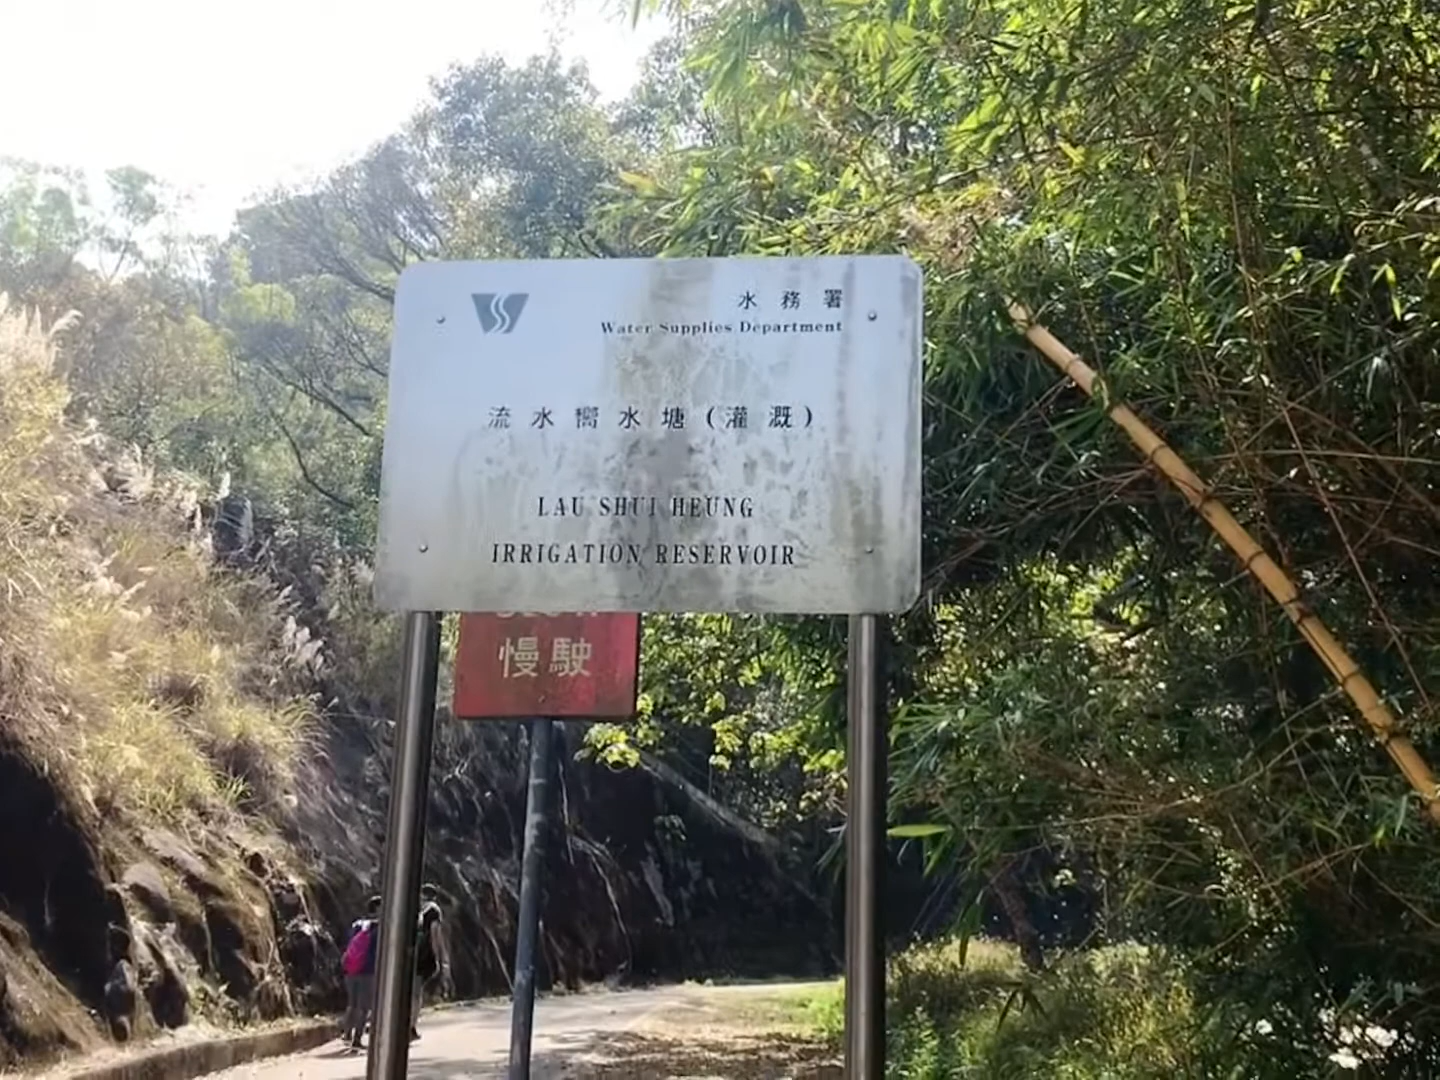 水務署
Water Supplies Department
流水響水塘(灌溉)
LAU SHUI HEUNG
IRRIGATION RESERVOIR
慢駛